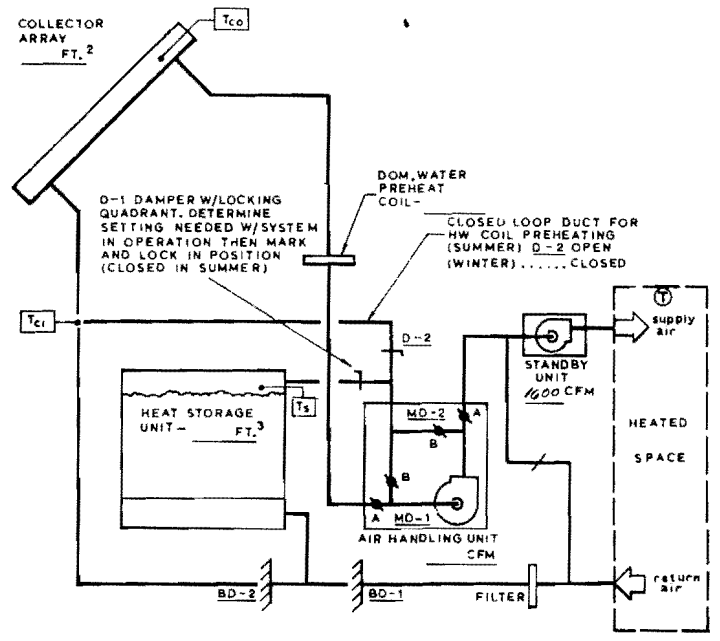 COLLECTOR
ARRAY
FT.²
Tco
DOM. WATER
PREHEAT
COIL-
D-1 DAMPER W/LOCKING
QUADRANT. DETERMINE
SETTING NEEDED W/SYSTEM
IN OPERATION THEN MARK
AND LOCK IN POSITION
(CLOSED IN SUMMER)
CLOSED LOOP DUCT FOR
HW COIL PREHEATING
(SUMMER) D-2 OPEN
(WINTER) ...... CLOSED
Tci
T
supply
air
D-2
STANDBY
UNIT
1600 CFM
Ts
HEAT STORAGE
UNIT- FT.³
MD-2
A
B
HEATED
SPACE
B
A
MD-1
AIR HANDLING UNIT
CFM
BD-2
BD-1
FILTER
return
air